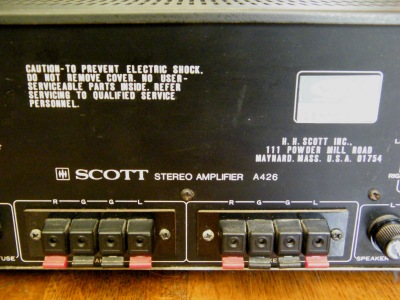 CAUTION-TO PREVENT ELECTRIC SHOCK.
DO NOT REMOVE COVER. NO USER-
SERVICEABLE PARTS INSIDE. REFER
SERVICING TO QUALIFIED SERVICE
PERSONNEL.
H. H. SCOTT INC.,
111 POWDER MILL ROAD
MAYNARD. MASS. U.S.A. 01754
SCOTT STEREO AMPLIFIER A426
R G G L
R G G L
FUSE
SPEAKER